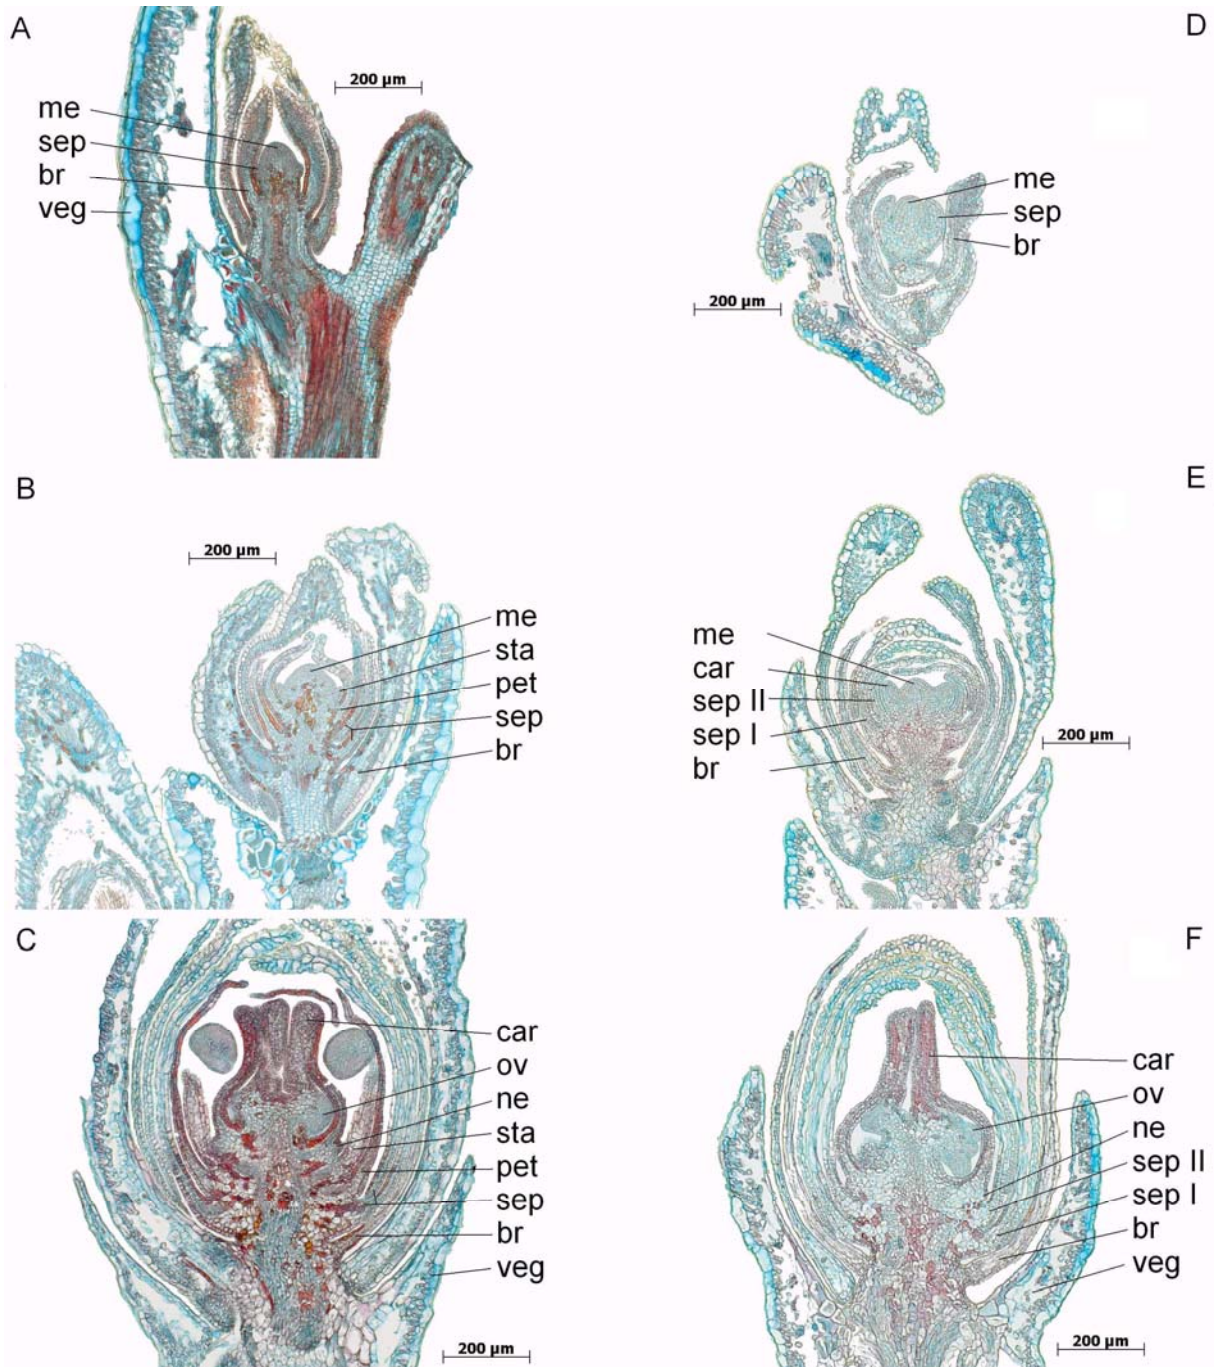 A
200 µm
me
sep
br
veg
D
me
sep
br
200 µm
B
200 µm
me
sta
pet
sep
br
E
me
car
sep II
sep I
br
200 µm
C
car
ov
ne
sta
pet
sep
br
veg
200 µm
F
car
ov
ne
sep II
sep I
br
veg
200 µm